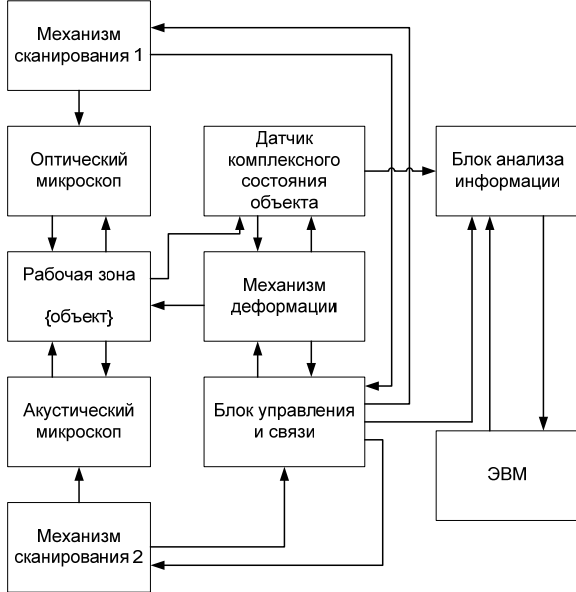 Механизм
сканирования 1
Оптический
микроскоп
Датчик
комплексного
состояния
объекта
Блок анализа
информации
Рабочая зона
{объект}
Механизм
деформации
Акустический
микроскоп
Блок управления
и связи
ЭВМ
Механизм
сканирования 2